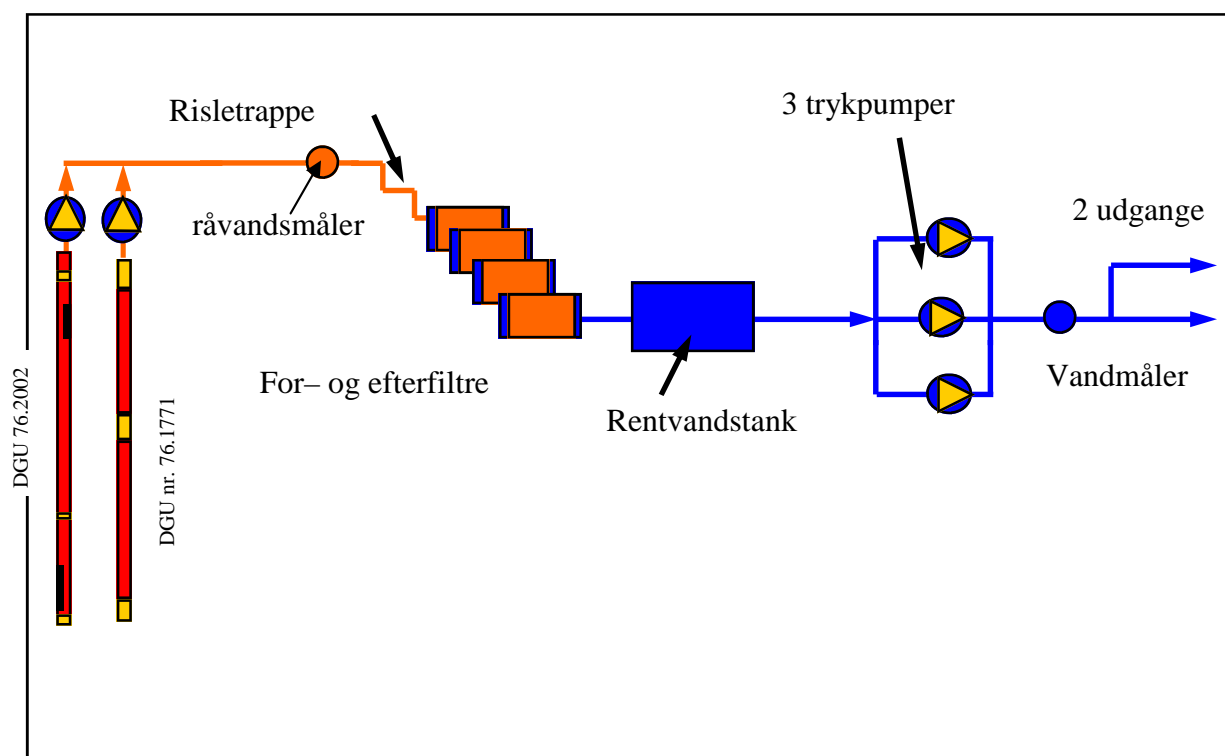 Risletrappe
3 trykpumper
råvandsmåler
2 udgange
For– og efterfiltre
Rentvandstank
Vandmåler
DGU 76.2002
DGU nr. 76.1771